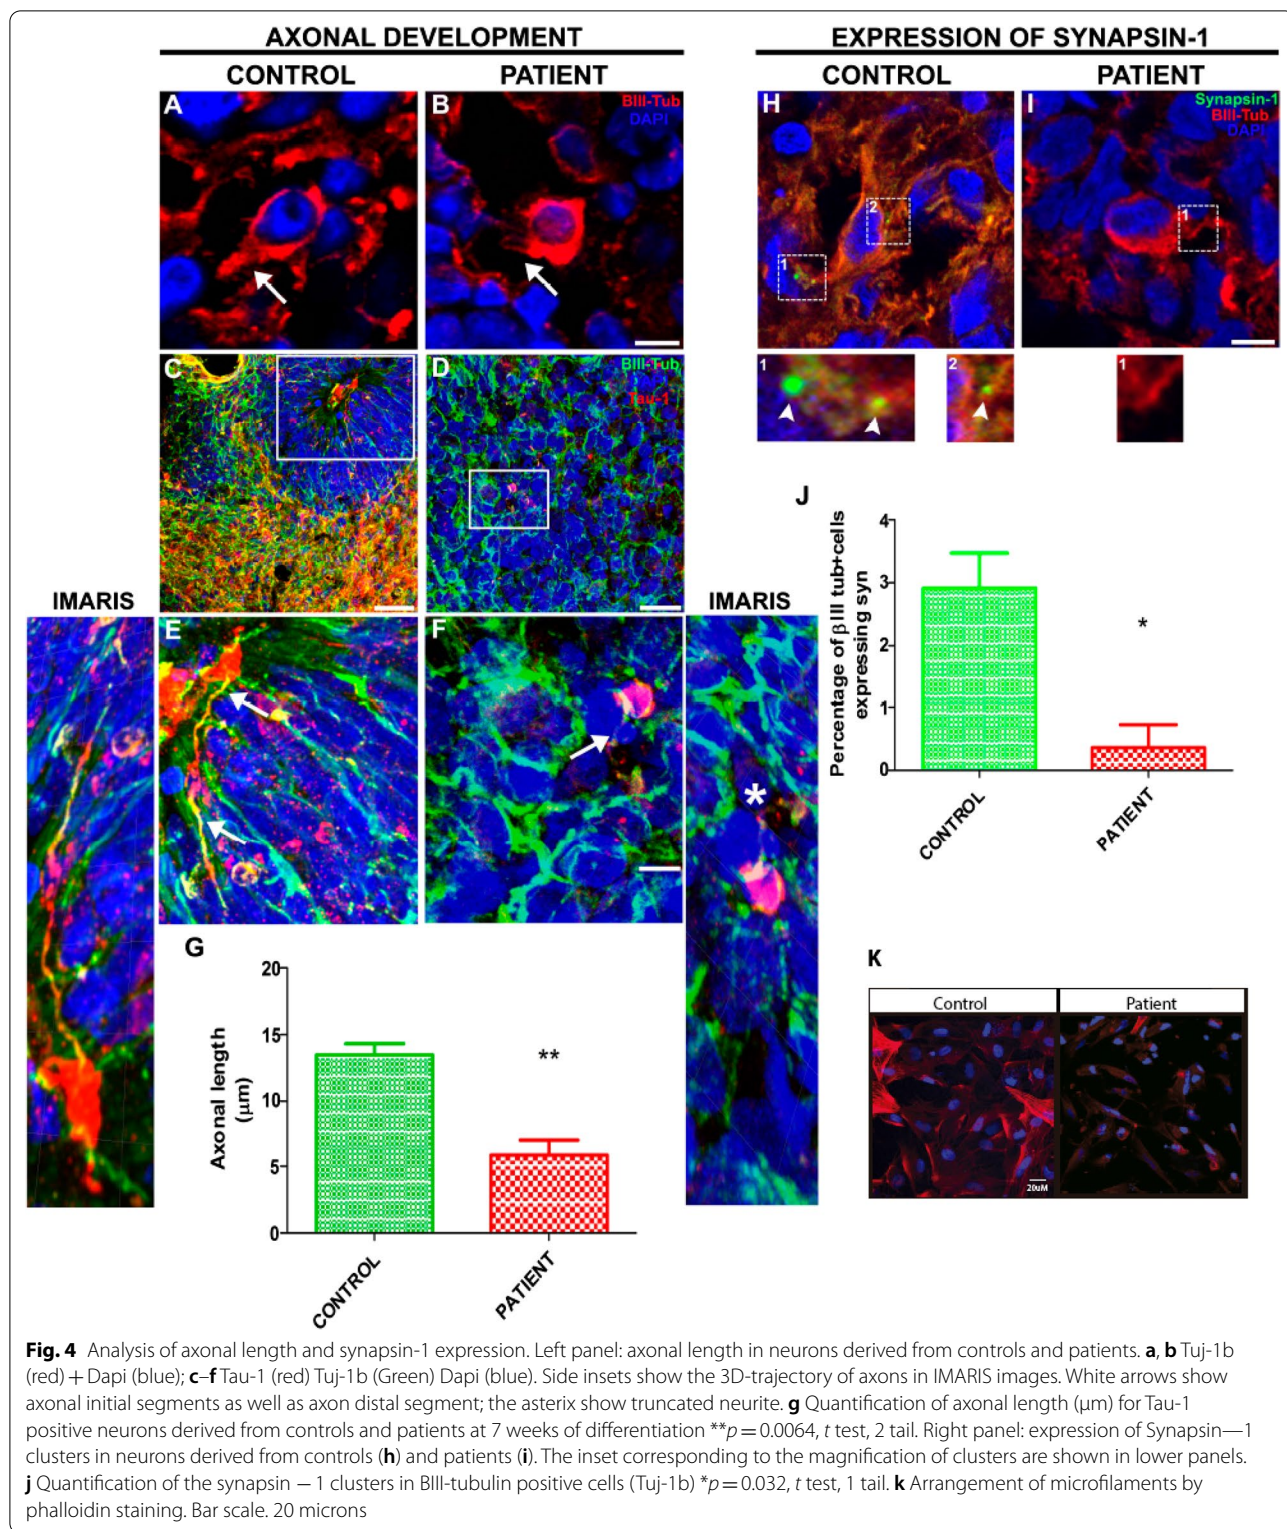 AXONAL DEVELOPMENT
CONTROL PATIENT
A
B
BIII-Tub
DAPI
C
D
BIII-Tub
Tau-1
IMARIS
E
F
IMARIS
G
Axonal length
(μm)
20
15
10
5
0
**
CONTROL
PATIENT
EXPRESSION OF SYNAPSIN-1
CONTROL PATIENT
H
1
2
I
Synapsin-1
BIII-Tub
DAPI
1
1
2
1
J
Percentage of βIII tub+cells
expressing syn
4
3
2
1
0
*
CONTROL
PATIENT
K
Control Patient
20uM
Fig. 4 Analysis of axonal length and synapsin-1 expression. Left panel: axonal length in neurons derived from controls and patients. a, b Tuj-1b
(red) + Dapi (blue); c–f Tau-1 (red) Tuj-1b (Green) Dapi (blue). Side insets show the 3D-trajectory of axons in IMARIS images. White arrows show
axonal initial segments as well as axon distal segment; the asterix show truncated neurite. g Quantification of axonal length (μm) for Tau-1
positive neurons derived from controls and patients at 7 weeks of differentiation **p = 0.0064, t test, 2 tail. Right panel: expression of Synapsin—1
clusters in neurons derived from controls (h) and patients (i). The inset corresponding to the magnification of clusters are shown in lower panels.
j Quantification of the synapsin − 1 clusters in BIII-tubulin positive cells (Tuj-1b) *p = 0.032, t test, 1 tail. k Arrangement of microfilaments by
phalloidin staining. Bar scale. 20 microns